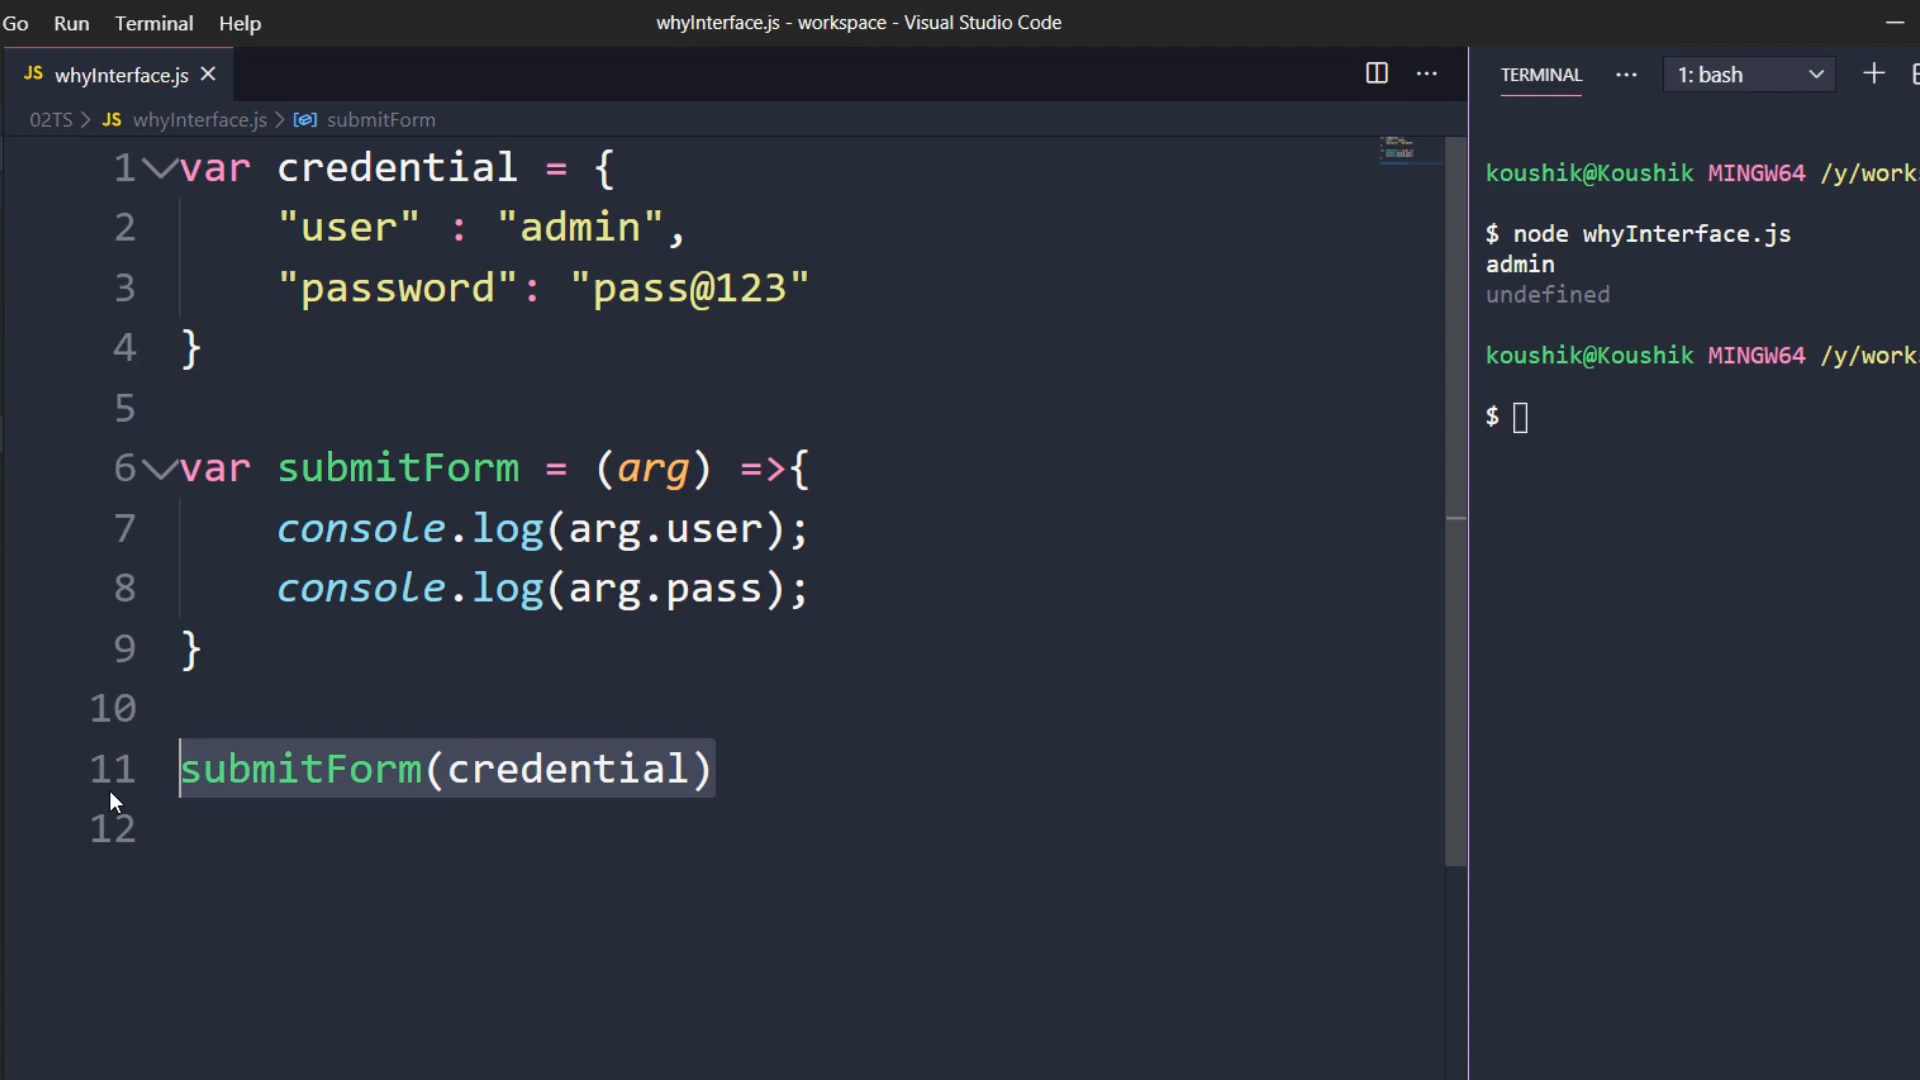 Go Run Terminal Help whyInterface.js - workspace - Visual Studio Code
JS whyInterface.js
02TS > JS whyInterface.js > submitForm
1 var credential = {
2 "user" : "admin",
3 "password": "pass@123"
4 }
5
6 var submitForm = (arg) =>{
7 console.log(arg.user);
8 console.log(arg.pass);
9 }
10
11 submitForm(credential)
12
TERMINAL 1: bash
koushik@Koushik MINGW64 /y/work
$ node whyInterface.js
admin
undefined
koushik@Koushik MINGW64 /y/work
$